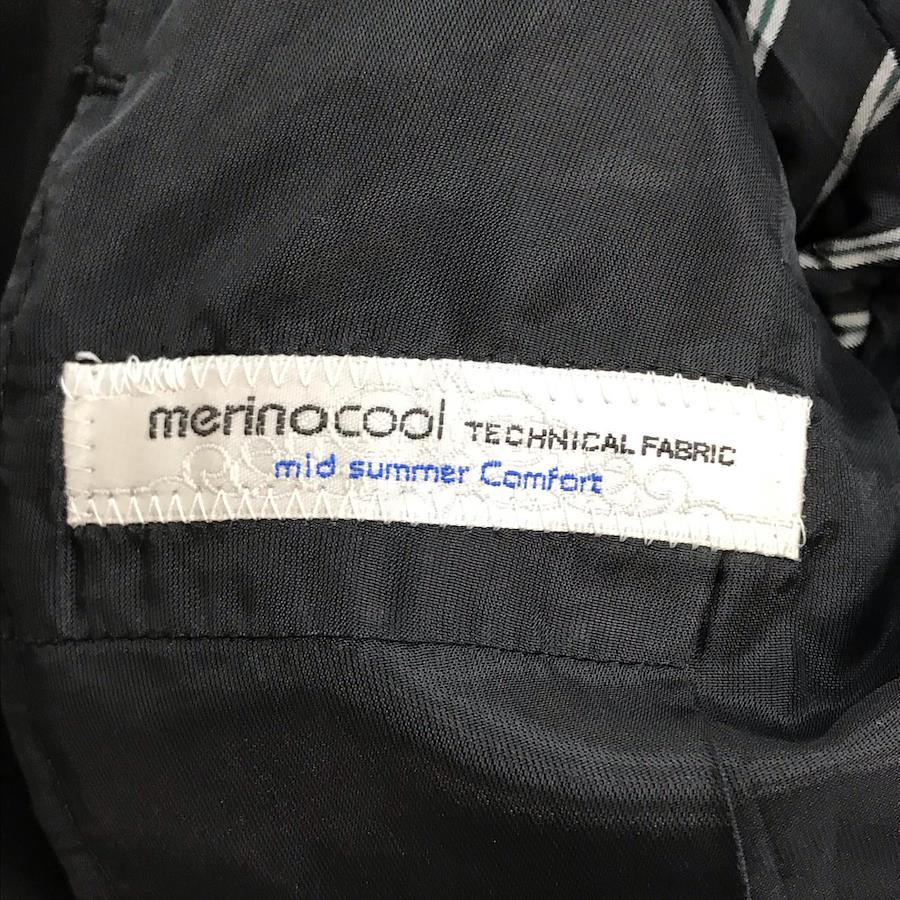 merinocool TECHNICAL FABRIC
mid summer Comfort